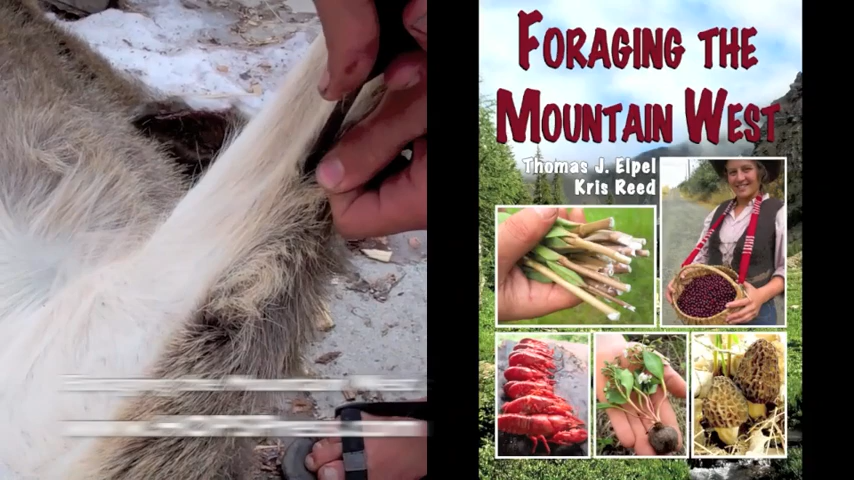 FORAGING THE
MOUNTAIN WEST
Thomas J. Elpel
Kris Reed